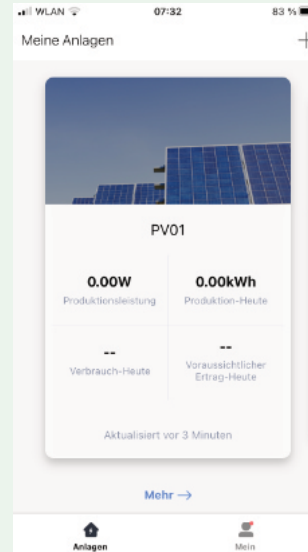 WLAN 07:32 83 %
Meine Anlagen
PV01
0.00W 0.00kWh
Produktionsleistung Produktion-Heute
-- --
Verbrauch-Heute Voraussichtlicher
Ertrag-Heute
Aktualisiert vor 3 Minuten
Mehr →
Anlagen Mein